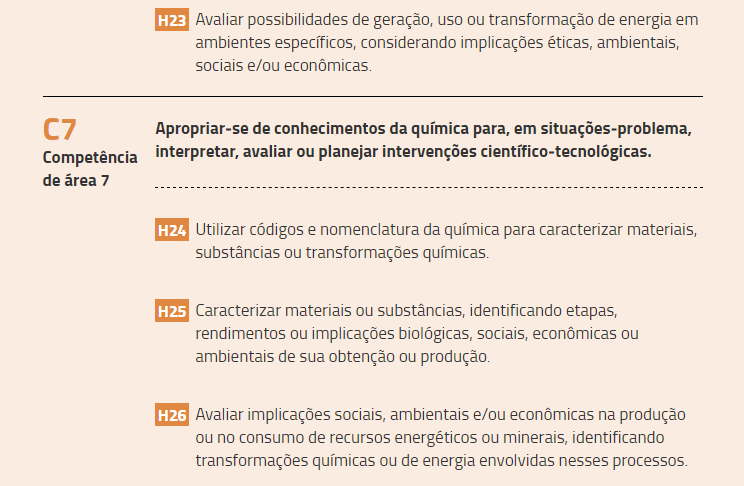 H23 Avaliar possibilidades de geração, uso ou transformação de energia em
ambientes específicos, considerando implicações éticas, ambientais,
sociais e/ou econômicas.
C7
Competência
de área 7
Apropriar-se de conhecimentos da química para, em situações-problema,
interpretar, avaliar ou planejar intervenções científico-tecnológicas.
H24 Utilizar códigos e nomenclatura da química para caracterizar materiais,
substâncias ou transformações químicas.
H25 Caracterizar materiais ou substâncias, identificando etapas,
rendimentos ou implicações biológicas, sociais, econômicas ou
ambientais de sua obtenção ou produção.
H26 Avaliar implicações sociais, ambientais e/ou econômicas na produção
ou no consumo de recursos energéticos ou minerais, identificando
transformações químicas ou de energia envolvidas nesses processos.